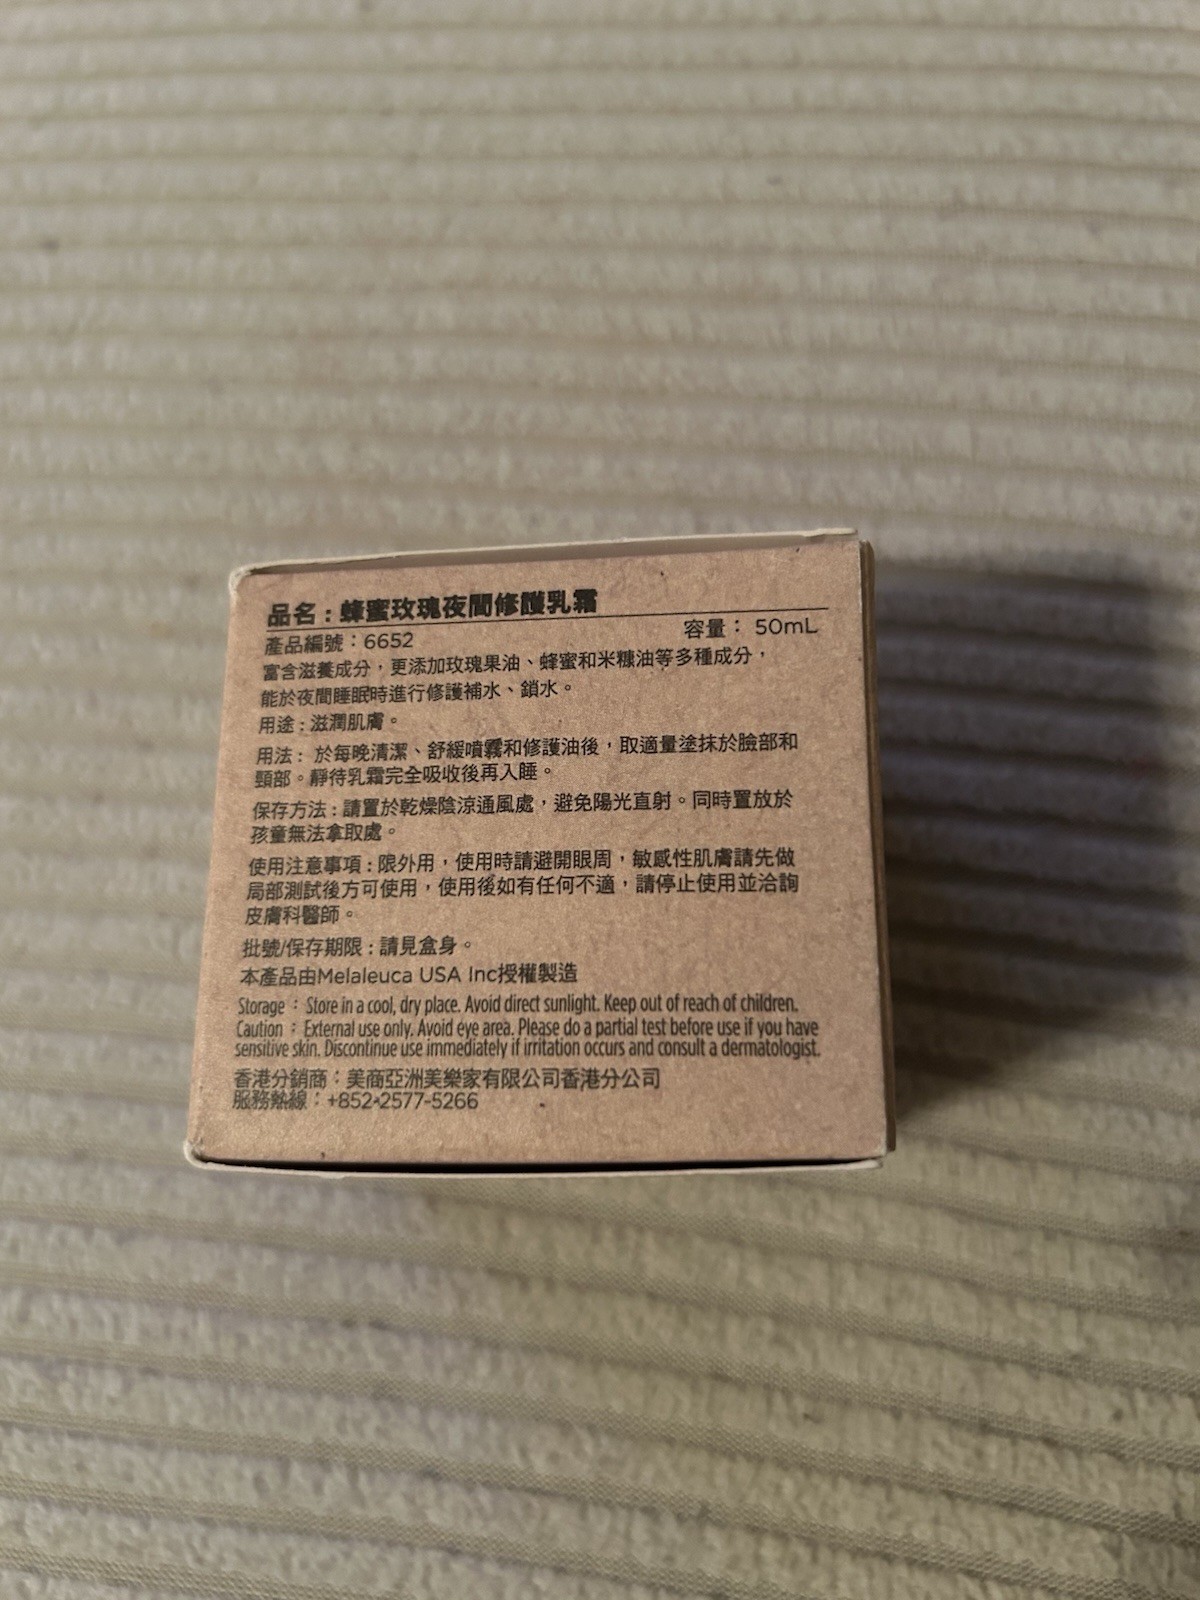 品名：蜂蜜玫瑰夜間修護乳霜
產品編號：6652 容量： 50mL
富含滋養成分，更添加玫瑰果油、蜂蜜和米糠油等多種成分，
能於夜間睡眠時進行修護補水、鎖水。
用途：滋潤肌膚。
用法： 於每晚清潔、舒緩噴霧和修護油後，取適量塗抹於臉部和
頸部。靜待乳霜完全吸收後再入睡。
保存方法：請置於乾燥陰涼通風處，避免陽光直射。同時置放於
孩童無法拿取處。
使用注意事項：限外用，使用時請避開眼周，敏感性肌膚請先做
局部測試後方可使用，使用後如有任何不適，請停止使用並洽詢
皮膚科醫師。
批號/保存期限：請見盒身。
本產品由Melaleuca USA Inc授權製造
Storage： Store in a cool, dry place. Avoid direct sunlight. Keep out of reach of children.
Caution： External use only. Avoid eye area. Please do a partial test before use if you have
sensitive skin. Discontinue use immediately if irritation occurs and consult a dermatologist.
香港分銷商：美商亞洲美樂家有限公司香港分公司
服務熱線：+852-2577-5266